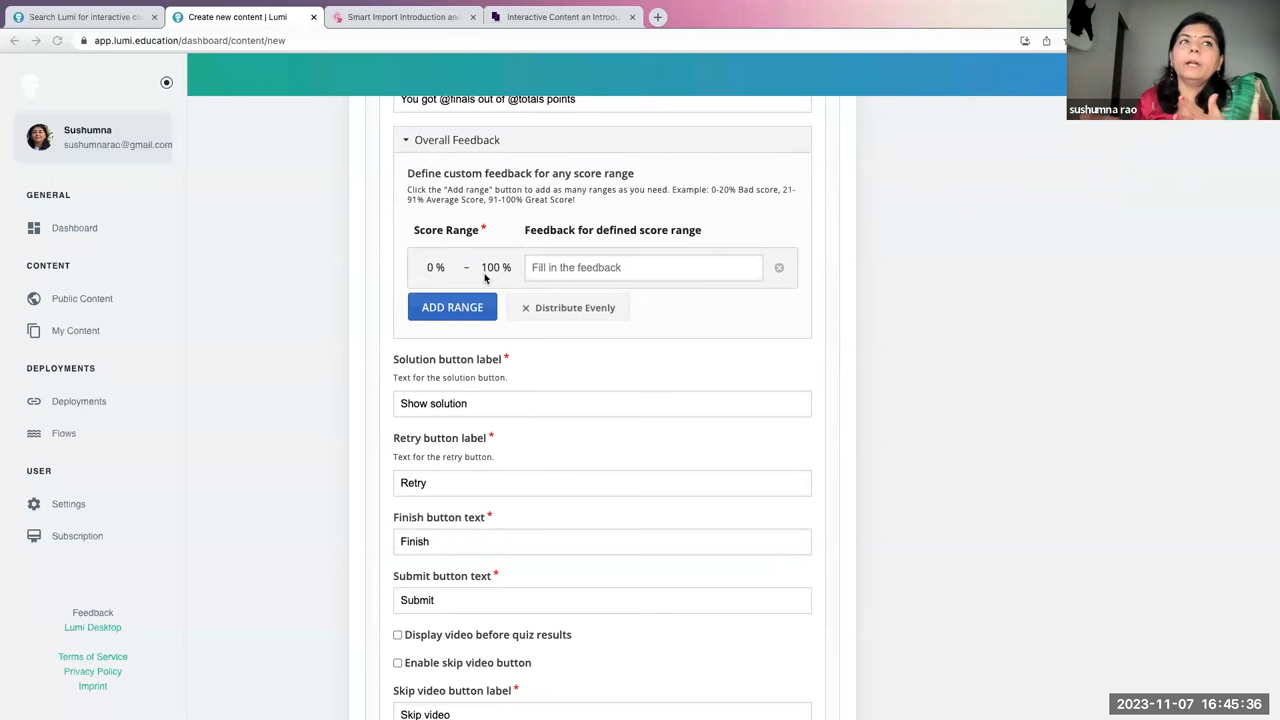 Search Lumi for interactive c
Create new content | Lumi
Smart Import Introduction and
Interactive Content an Introdu
app.lumi.education/dashboard/content/new
sushumna rao
Sushumna
sushumnarao@gmail.com
GENERAL
Dashboard
CONTENT
Public Content
My Content
DEPLOYMENTS
Deployments
Flows
USER
Settings
Subscription
Feedback
Lumi Desktop
Terms of Service
Privacy Policy
Imprint
You got @finals out of @totals points
Overall Feedback
Define custom feedback for any score range
Click the "Add range" button to add as many ranges as you need. Example: 0-20% Bad score, 21-
91% Average Score, 91-100% Great Score!
Score Range * Feedback for defined score range
0 % – 100 % Fill in the feedback
ADD RANGE Distribute Evenly
Solution button label *
Text for the solution button.
Show solution
Retry button label *
Text for the retry button.
Retry
Finish button text *
Finish
Submit button text *
Submit
Display video before quiz results
Enable skip video button
Skip video button label *
Skip video
2023-11-07 16:45:36